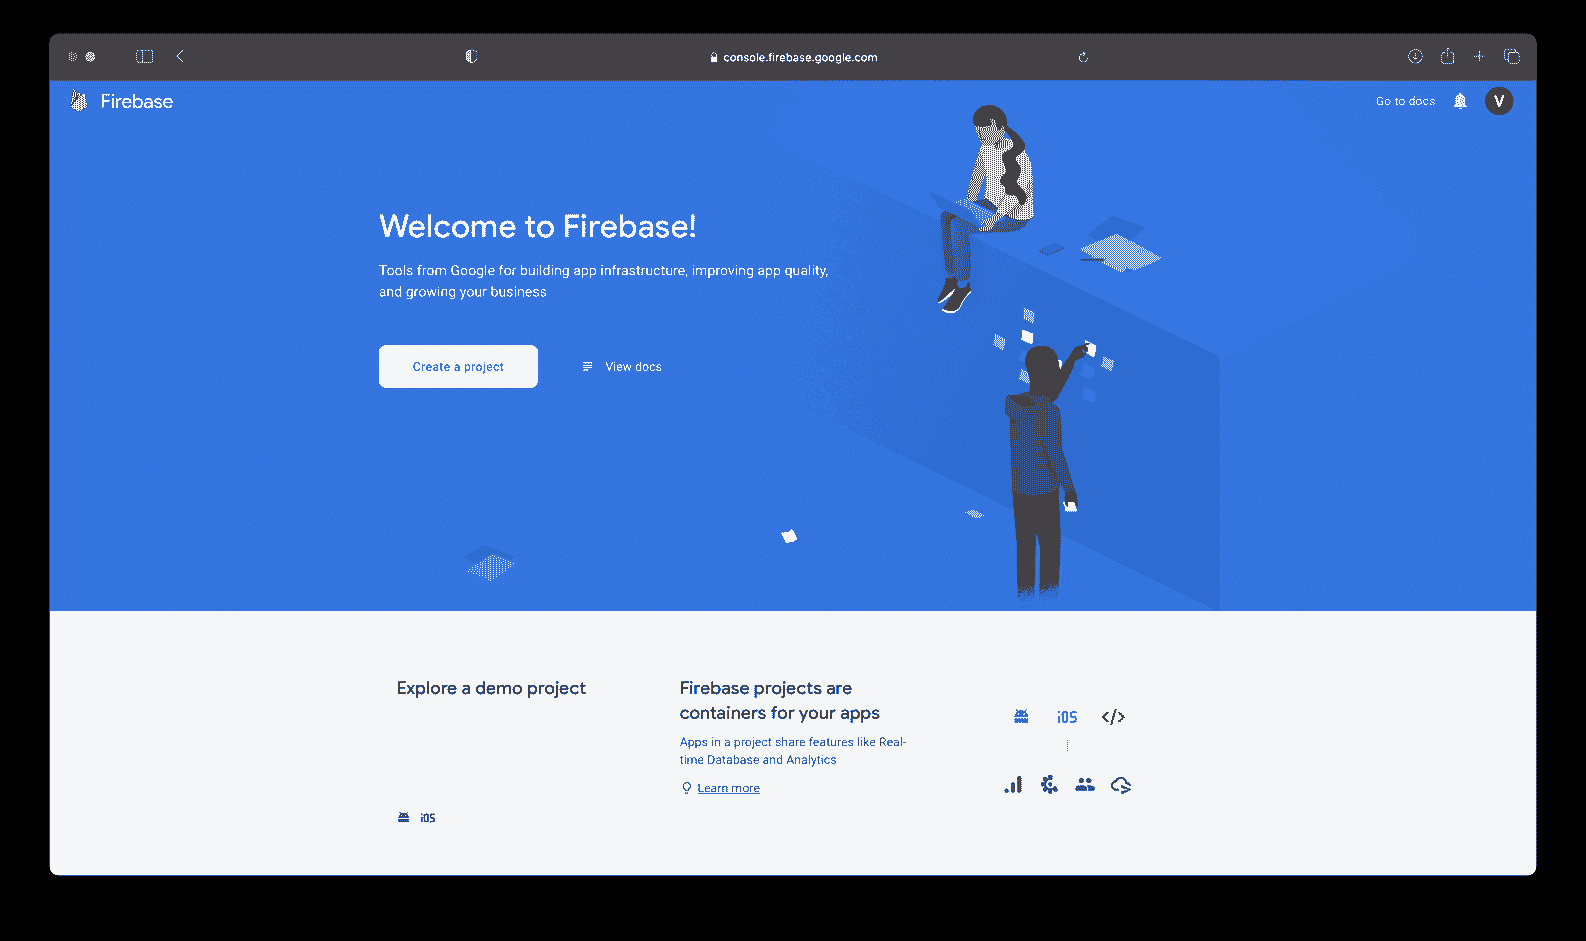 console.firebase.google.com
Firebase
Go to docs
V
Welcome to Firebase!
Tools from Google for building app infrastructure, improving app quality,
and growing your business
Create a project
View docs
Explore a demo project
iOS
Firebase projects are
containers for your apps
Apps in a project share features like Real-
time Database and Analytics
Learn more
iOS